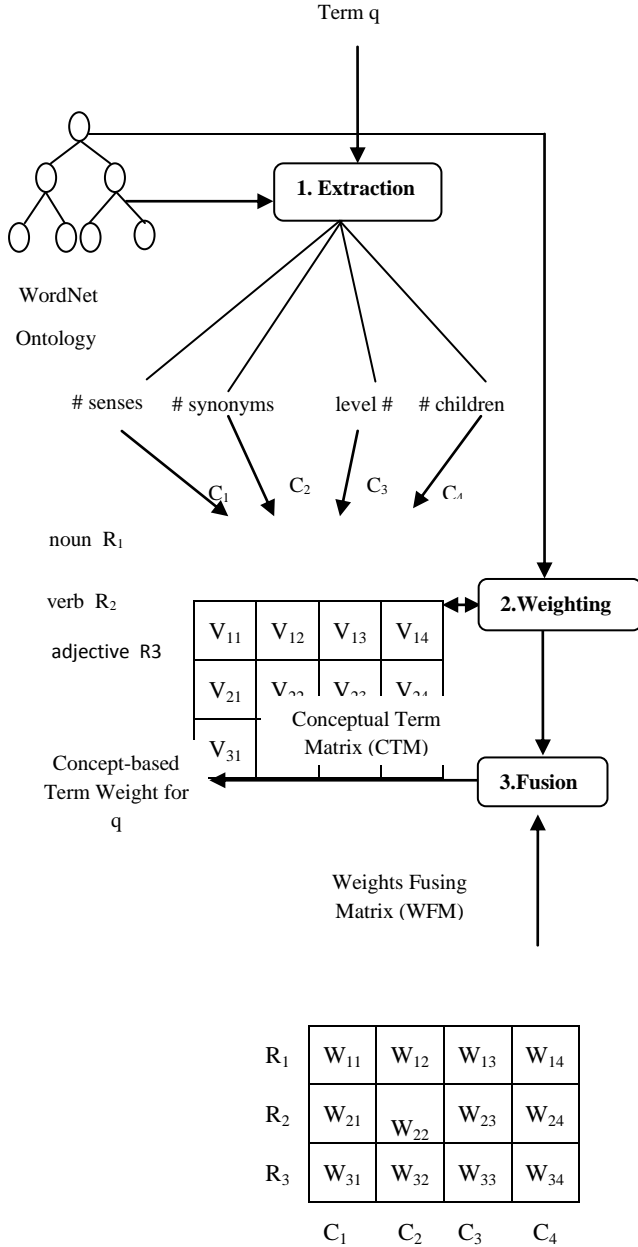 Term q
1. Extraction
WordNet
Ontology
# senses # synonyms level # # children
C₁ C₂ C₃ C₄
noun R₁
verb R₂
adjective R3
2.Weighting
V₁₁ V₁₂ V₁₃ V₁₄
V₂₁ V₂₂ V₂₃ V₂₄
V₃₁
Conceptual Term
Matrix (CTM)
Concept-based
Term Weight for
q
3.Fusion
Weights Fusing
Matrix (WFM)
R₁ W₁₁ W₁₂ W₁₃ W₁₄
R₂ W₂₁ W₂₂ W₂₃ W₂₄
R₃ W₃₁ W₃₂ W₃₃ W₃₄
C₁ C₂ C₃ C₄